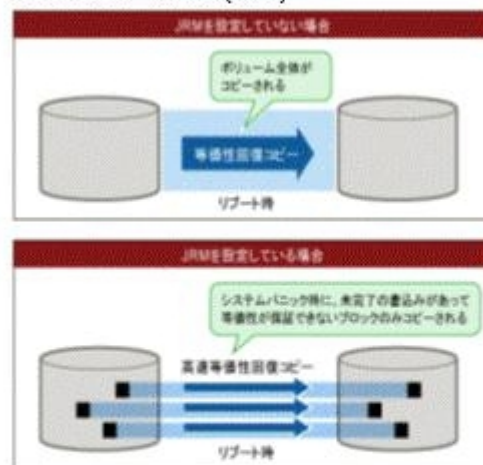 JRMを設定していない場合
ボリューム全体が
コピーされる
等価性回復コピー
リブート時
JRMを設定している場合
システムパニック時に、未完了の書込みがあって
等価性が保証できないブロックのみコピーされる
高速等価性回復コピー
リブート時